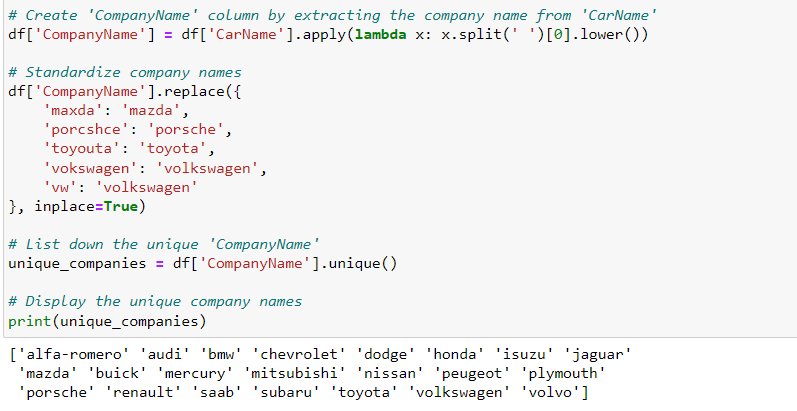 # Create 'CompanyName' column by extracting the company name from 'CarName'
df['CompanyName'] = df['CarName'].apply(lambda x: x.split(' ')[0].lower())
# Standardize company names
df['CompanyName'].replace({
    'maxda': 'mazda',
    'porcshce': 'porsche',
    'toyouta': 'toyota',
    'vokswagen': 'volkswagen',
    'vw': 'volkswagen'
}, inplace=True)
# List down the unique 'CompanyName'
unique_companies = df['CompanyName'].unique()
# Display the unique company names
print(unique_companies)
['alfa-romero' 'audi' 'bmw' 'chevrolet' 'dodge' 'honda' 'isuzu' 'jaguar'
 'mazda' 'buick' 'mercury' 'mitsubishi' 'nissan' 'peugeot' 'plymouth'
 'porsche' 'renault' 'saab' 'subaru' 'toyota' 'volkswagen' 'volvo']